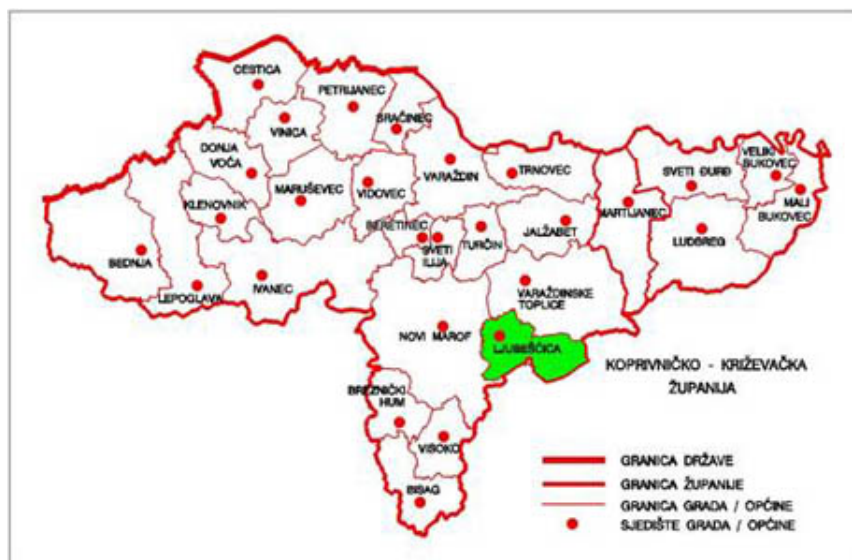 CESTICA
PETRIJANEC
SRAČINEC
VINICA
DONJA
VOĆA
VARAŽDIN
TRNOVEC
SVETI ĐURĐ
VELIKI
BUKOVEC
MALI
BUKOVEC
KLENOVNIK
MARUŠEVEC
VIDOVEC
MARTIJANEC
BERETINEC
SVETI
ILIJA
TURČIN
JALŽABET
LUDBREG
BEDNJA
LEPOGLAVA
IVANEC
VARAŽDINSKE
TOPLICE
NOVI MAROF
LJUBEŠĆICA
KOPRIVNIČKO - KRIŽEVAČKA
ŽUPANIJA
BREZNIČKI
HUM
VISOKO
BISAG
GRANICA DRŽAVE
GRANICA ŽUPANIJE
GRANICA GRADA / OPĆINE
SJEDIŠTE GRADA / OPĆINE